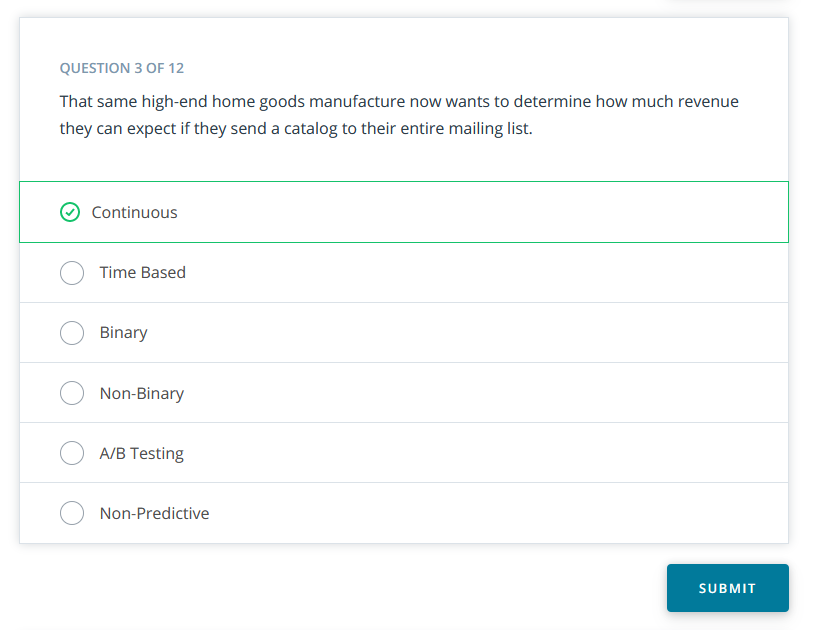 QUESTION 3 OF 12
That same high-end home goods manufacture now wants to determine how much revenue
they can expect if they send a catalog to their entire mailing list.
Continuous
Time Based
Binary
Non-Binary
A/B Testing
Non-Predictive
SUBMIT